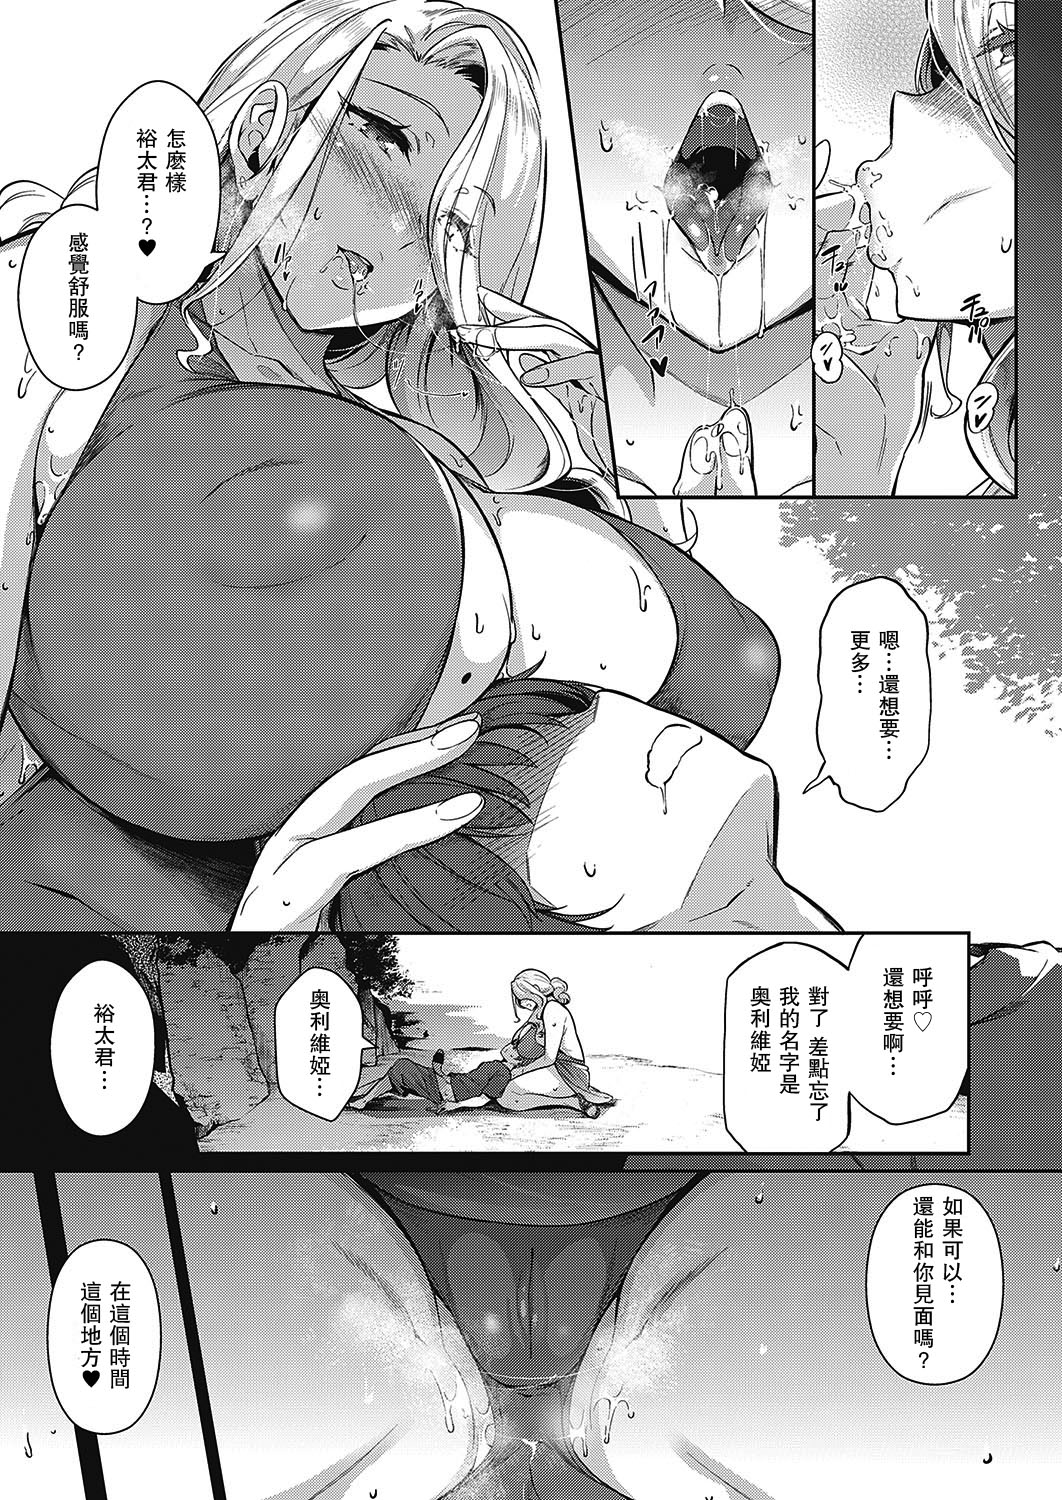 怎麼樣
裕太君…?♥
感覺舒服嗎?
嗯…還想要…
更多…
呼呼♡
還想要啊…
對了 差點忘了
我的名字是
奧利維婭
奧利維婭…
裕太君…
如果可以…
還能和你見面嗎?
在這個時間
這個地方♥